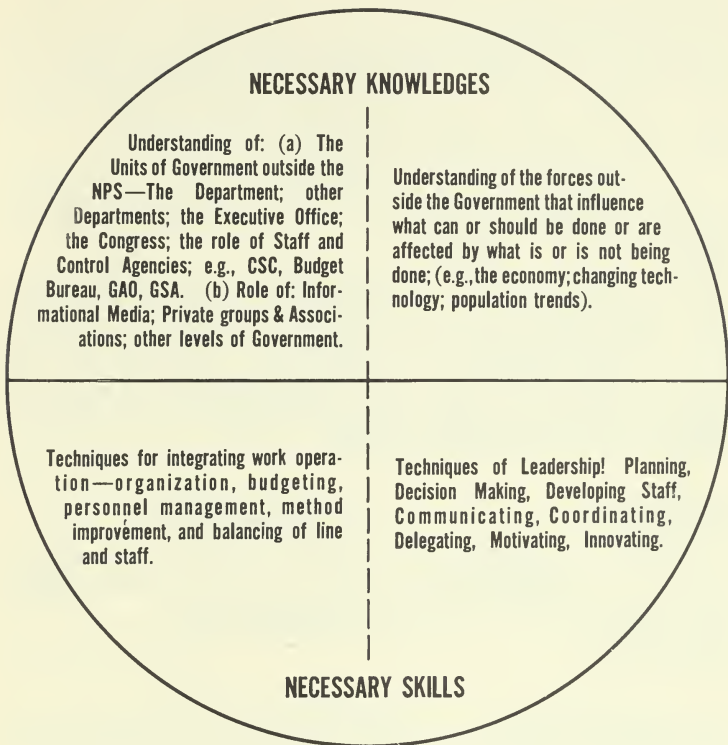 NECESSARY KNOWLEDGES
Understanding of: (a) The
Units of Government outside the
NPS—The Department; other
Departments; the Executive Office;
the Congress; the role of Staff and
Control Agencies; e.g., CSC, Budget
Bureau, GAO, GSA. (b) Role of: Infor-
mational Media; Private groups & Associ-
ations; other levels of Government.
Understanding of the forces out-
side the Government that influence
what can or should be done or are
affected by what is or is not being
done; (e.g., the economy; changing tech-
nology; population trends).
Techniques for integrating work opera-
tion—organization, budgeting,
personnel management, method
improvement, and balancing of line
and staff.
Techniques of Leadership! Planning,
Decision Making, Developing Staff,
Communicating, Coordinating,
Delegating, Motivating, Innovating.
NECESSARY SKILLS